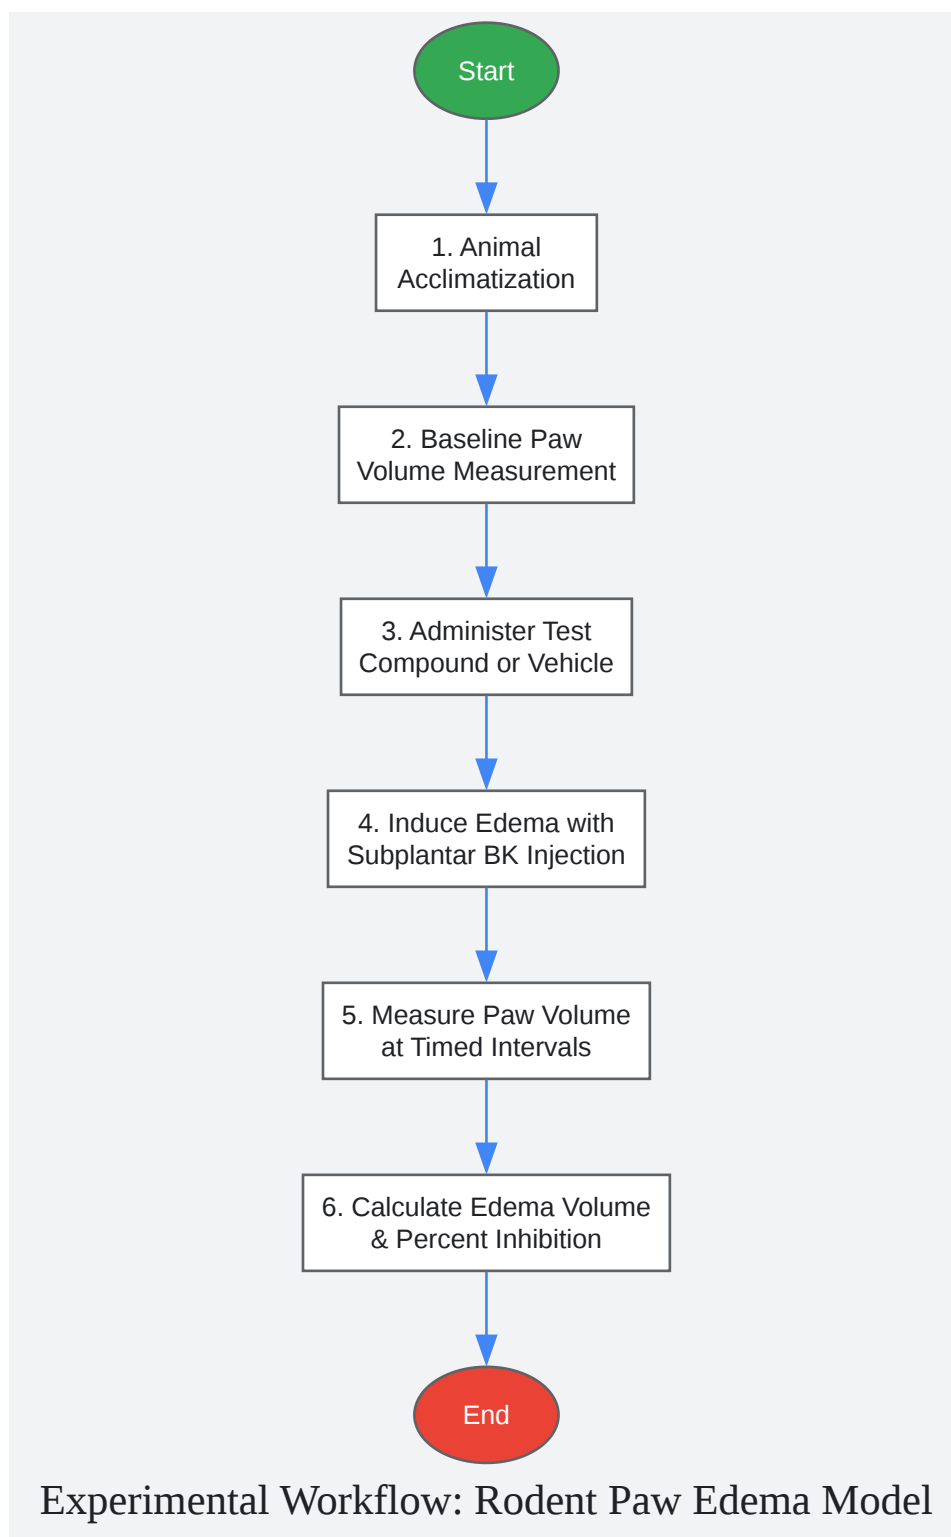 Start
1. Animal
Acclimatization
2. Baseline Paw
Volume Measurement
3. Administer Test
Compound or Vehicle
4. Induce Edema with
Subplantar BK Injection
5. Measure Paw Volume
at Timed Intervals
6. Calculate Edema Volume
& Percent Inhibition
End
Experimental Workflow: Rodent Paw Edema Model